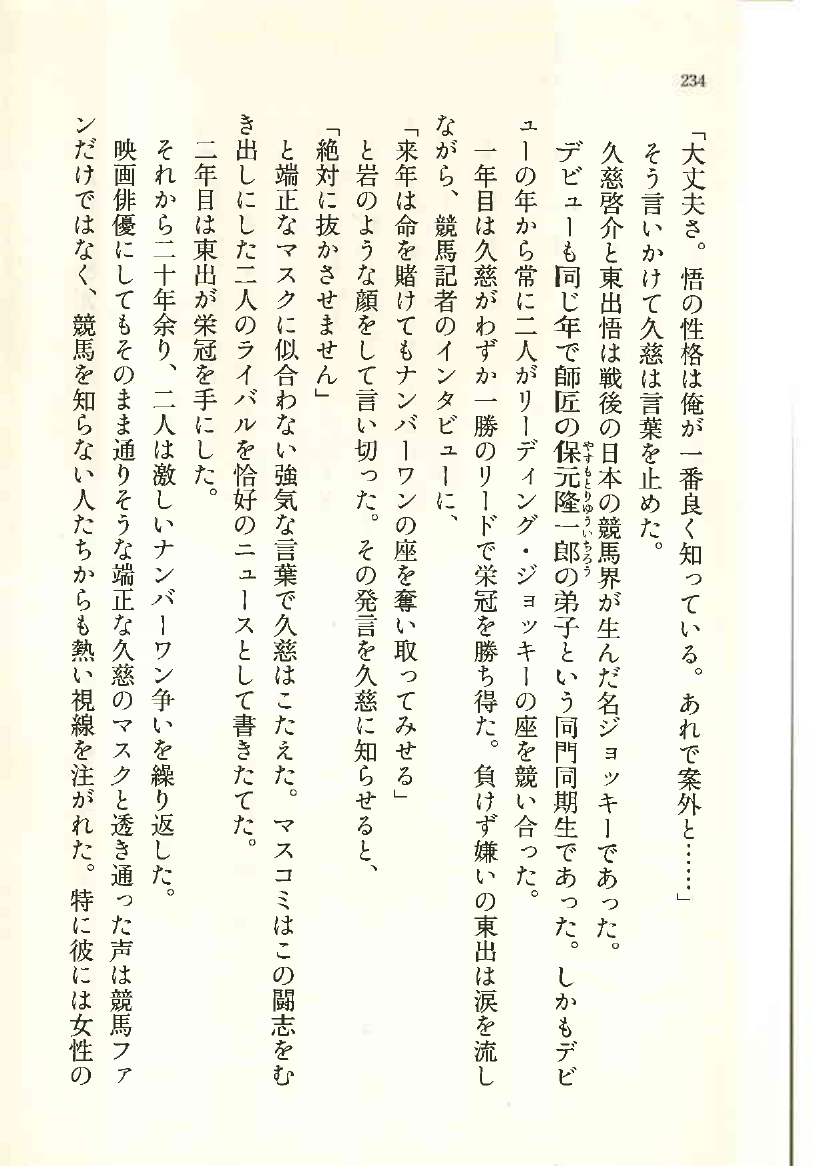 234
「大丈夫さ。悟の性格は俺が一番良く知っている。あれで案外と……」
そう言いかけて久慈は言葉を止めた。
久慈啓介と東出悟は戦後の日本の競馬界が生んだ名ジョッキーであった。
デビューも同じ年で師匠の保元隆一郎の弟子という同門同期生であった。しかもデビ
やすもとりゆういちろう
ューの年から常に二人がリーディング・ジョッキーの座を競い合った。
一年目は久慈がわずか一勝のリードで栄冠を勝ち得た。負けず嫌いの東出は涙を流し
ながら、競馬記者のインタビューに、
「来年は命を賭けてもナンバーワンの座を奪い取ってみせる」
と岩のような顔をして言い切った。その発言を久慈に知らせると、
「絶対に抜かさせません」
と端正なマスクに似合わない強気な言葉で久慈はこたえた。マスコミはこの闘志をむ
き出しにした二人のライバルを恰好のニュースとして書きたてた。
二年目は東出が栄冠を手にした。
それから二十年余り、二人は激しいナンバーワン争いを繰り返した。
映画俳優にしてもそのまま通りそうな端正な久慈のマスクと透き通った声は競馬ファ
ンだけではなく、競馬を知らない人たちからも熱い視線を注がれた。特に彼には女性の